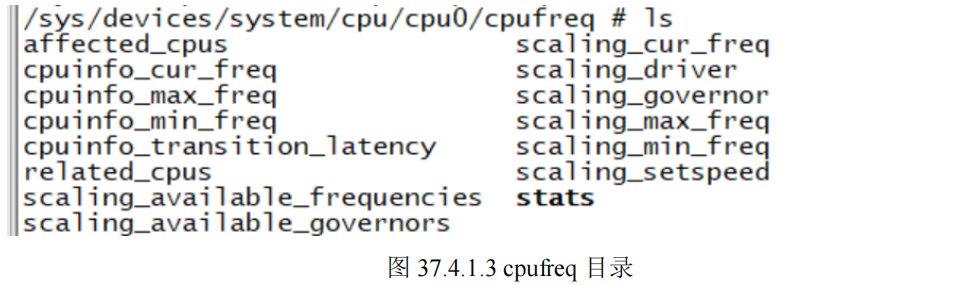 /sys/devices/system/cpu/cpu0/cpufreq # ls
affected_cpus scaling_cur_freq
cpuinfo_cur_freq scaling_driver
cpuinfo_max_freq scaling_governor
cpuinfo_min_freq scaling_max_freq
cpuinfo_transition_latency scaling_min_freq
related_cpus scaling_setspeed
scaling_available_frequencies stats
scaling_available_governors
图 37.4.1.3 cpufreq 目录